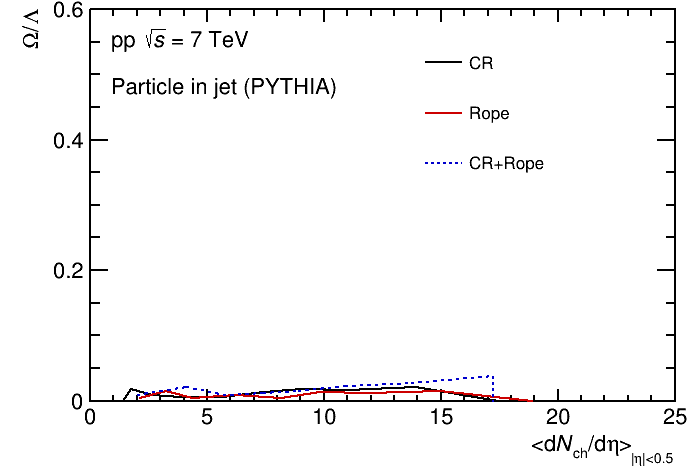 Ω/Λ
0.6
pp √s = 7 TeV
CR
Particle in jet (PYTHIA)
Rope
0.4
CR+Rope
0.2
0
0 5 10 15 20 25
<dN_ch/dη>_|η|<0.5